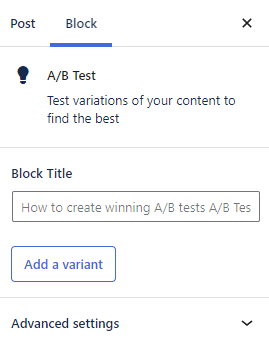 Post Block
A/B Test
Test variations of your content to
find the best
Block Title
How to create winning A/B tests A/B Tes
Add a variant
Advanced settings